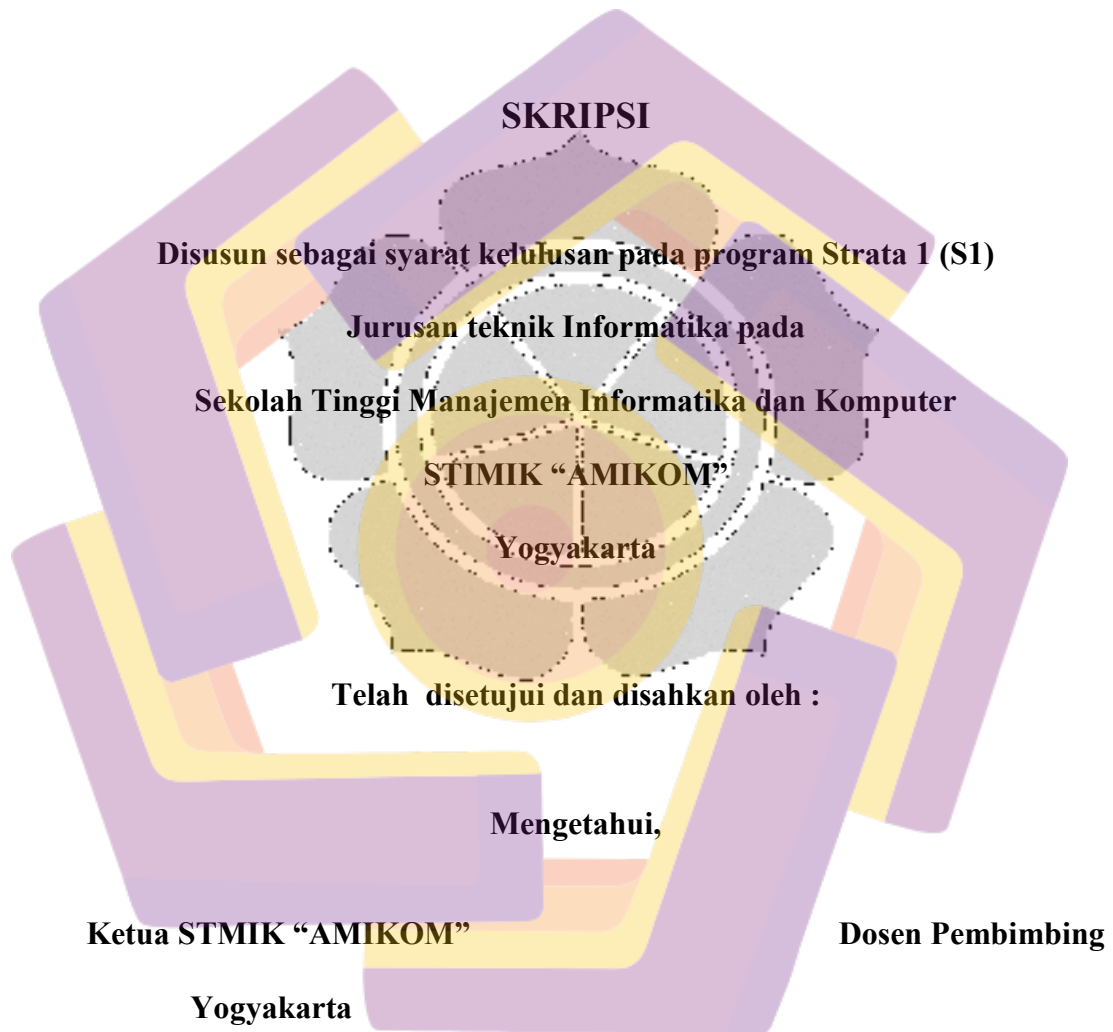 SKRIPSI
Disusun sebagai syarat kelulusan pada program Strata 1 (S1)
Jurusan teknik Informatika pada
Sekolah Tinggi Manajemen Informatika dan Komputer
STIMIK “AMIKOM”
Yogyakarta
Telah disetujui dan disahkan oleh :
Mengetahui,
Ketua STMIK “AMIKOM” Dosen Pembimbing
Yogyakarta